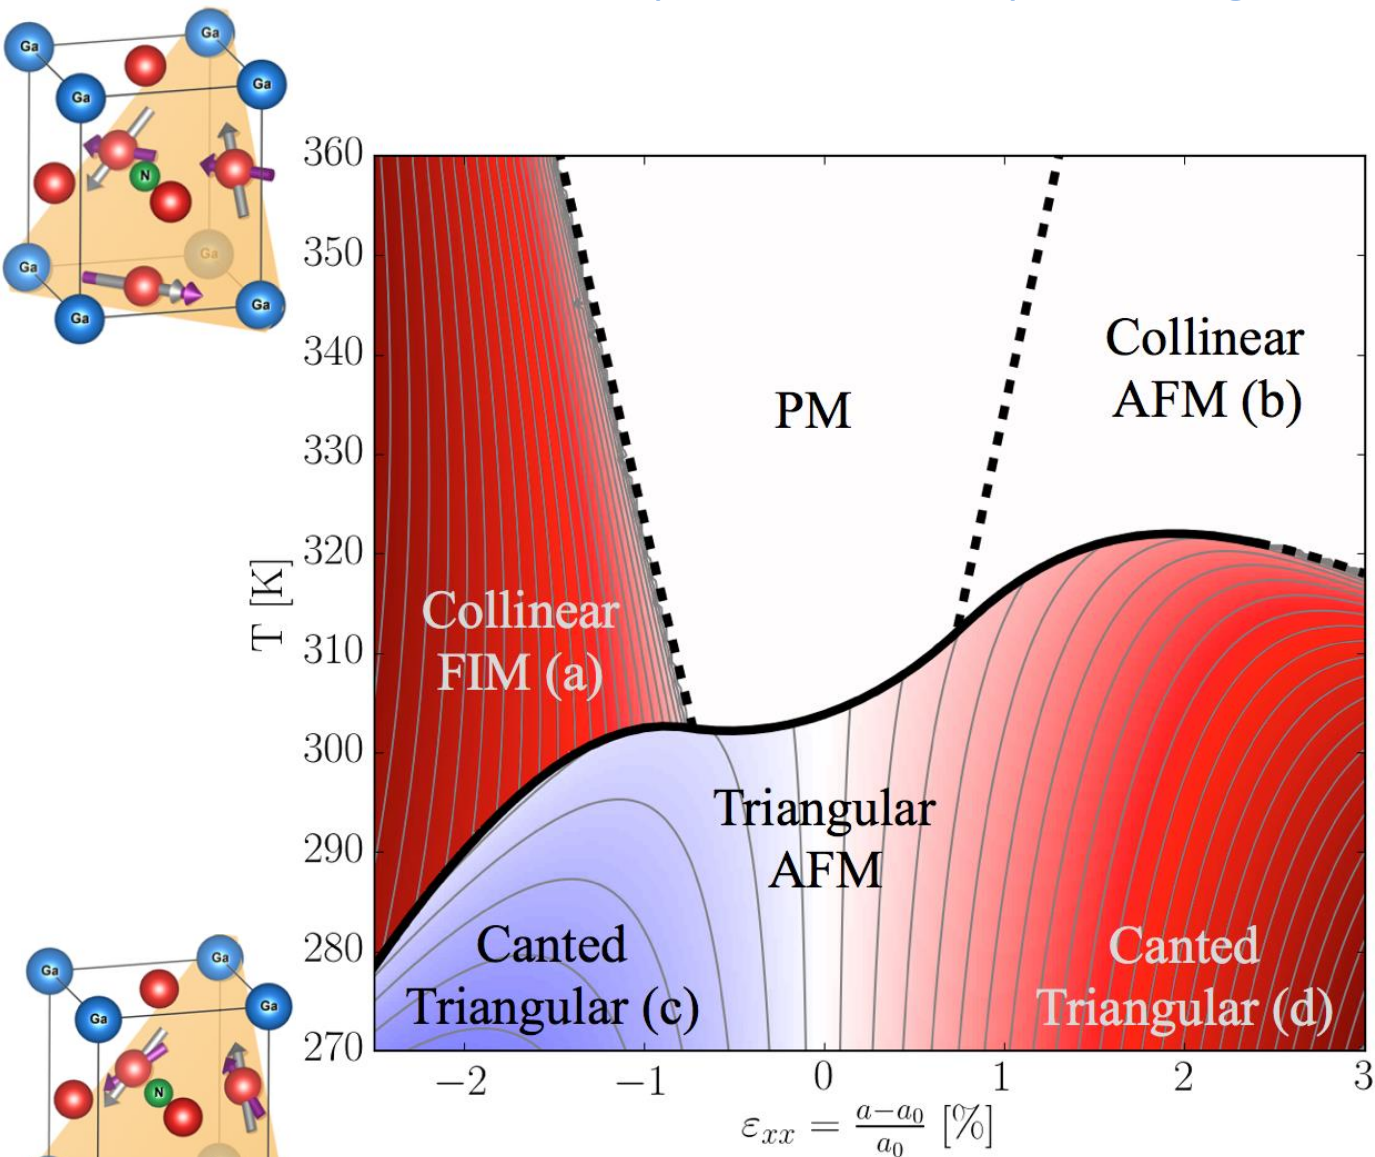 Ga
Ga
Ga
Ga
N
Ga
Ga
Ga
Ga
360
350
340
330
320
310
300
290
280
270
T [K]
PM
Collinear
AFM (b)
Collinear
FIM (a)
Triangular
AFM
Canted
Triangular (c)
Canted
Triangular (d)
−2
−1
0
1
2
3
εxx = a−a0/a0 [%]
Ga
Ga
Ga
Ga
N